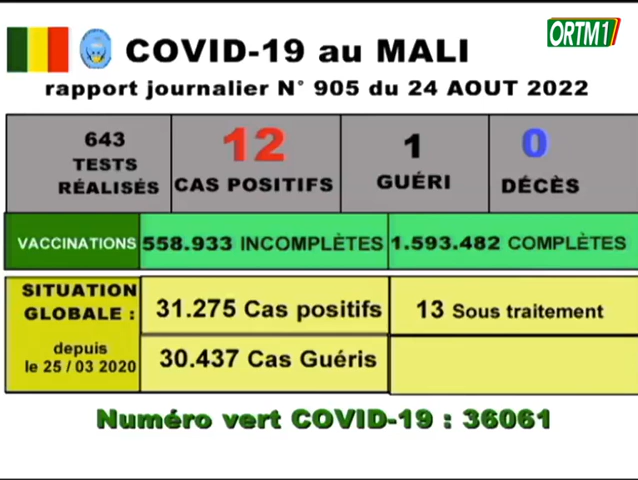 ORTM1
COVID-19 au MALI
rapport journalier N° 905 du 24 AOUT 2022
643
TESTS
RÉALISÉS
12
CAS POSITIFS
1
GUÉRI
0
DÉCÈS
VACCINATIONS
558.933 INCOMPLÈTES
1.593.482 COMPLÈTES
SITUATION
GLOBALE :
depuis
le 25 / 03 2020
31.275 Cas positifs
13 Sous traitement
30.437 Cas Guéris
Numéro vert COVID-19 : 36061